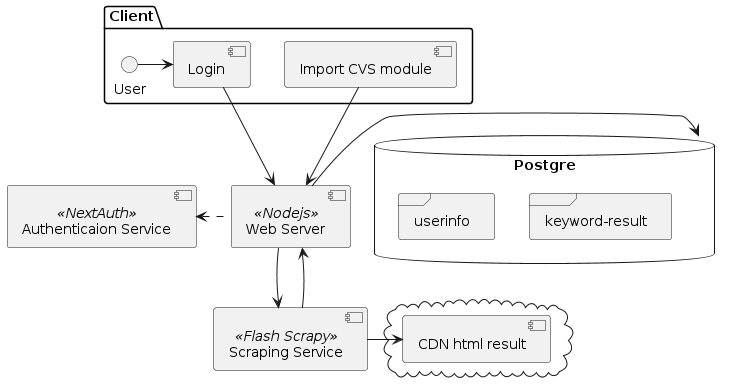 Client
User
Login
Import CVS module
Postgre
userinfo
keyword-result
«NextAuth»
Authenticaion Service
«Nodejs»
Web Server
«Flash Scrapy»
Scraping Service
CDN html result